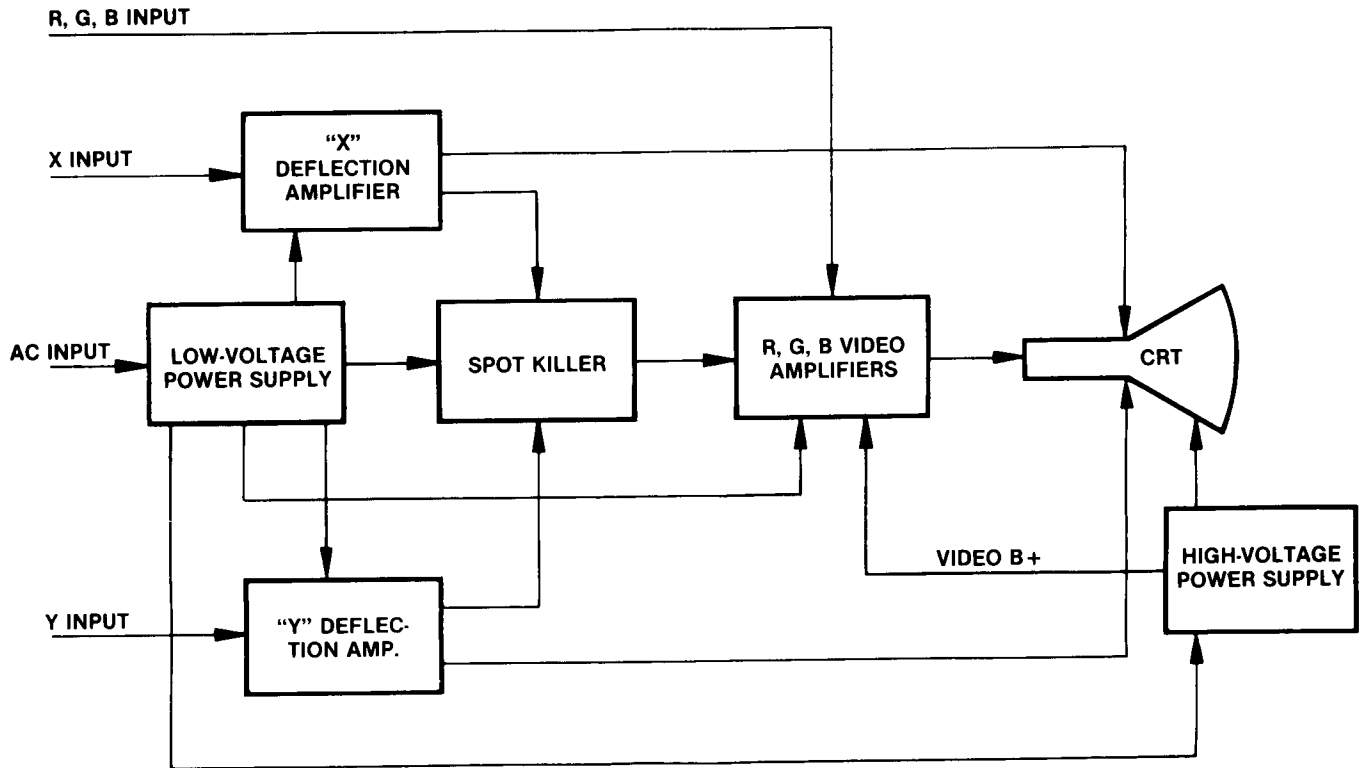 R, G, B INPUT
X INPUT
“X”
DEFLECTION
AMPLIFIER
AC INPUT
LOW-VOLTAGE
POWER SUPPLY
SPOT KILLER
R, G, B VIDEO
AMPLIFIERS
CRT
VIDEO B+
HIGH-VOLTAGE
POWER SUPPLY
Y INPUT
“Y” DEFLEC-
TION AMP.